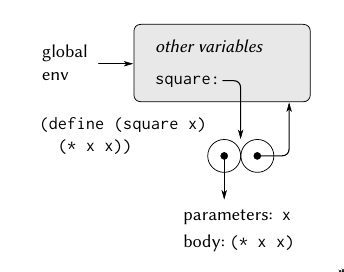 global
env
other variables
square:
(define (square x)
(* x x))
parameters: x
body: (* x x)